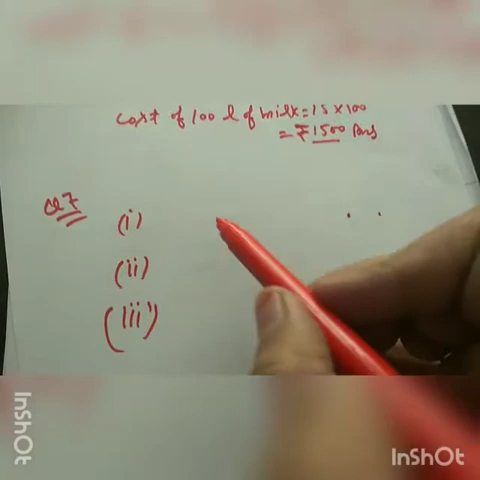 cost of 100 l of milk = 15 x 100
= ₹1500 Ans
Q7
(i)
(ii)
(iii)
InShOt
InShOt